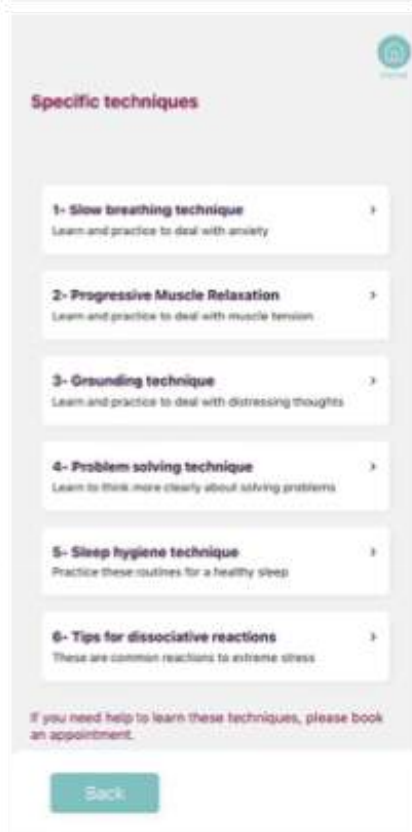 Specific techniques
1- Slow breathing technique
Learn and practice to deal with anxiety
2- Progressive Muscle Relaxation
Learn and practice to deal with muscle tension
3- Grounding technique
Learn and practice to deal with distressing thoughts
4- Problem solving technique
Learn to think more clearly about solving problems
5- Sleep hygiene technique
Practice these routines for a healthy sleep
6- Tips for dissociative reactions
These are common reactions to extreme stress
If you need help to learn these techniques, please book
an appointment.
Back